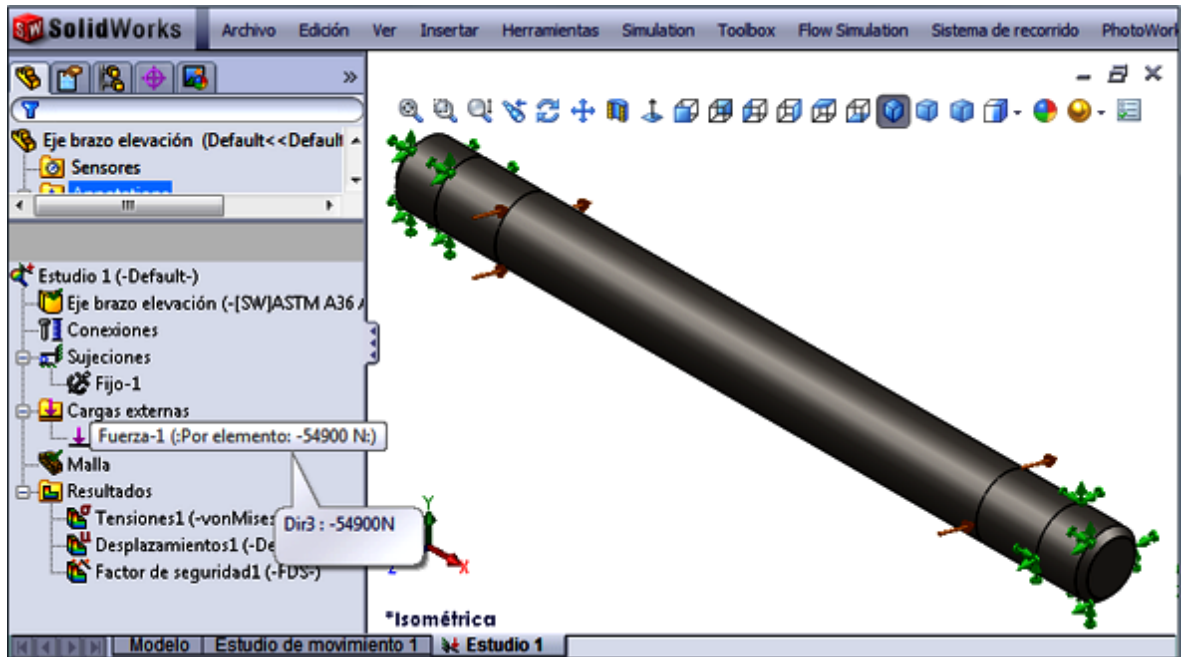 SolidWorks Archivo Edición Ver Insertar Herramientas Simulation Toolbox Flow Simulation Sistema de recorrido PhotoWor
Eje brazo elevación (Default<<Default
Sensores
Annotations
Estudio 1 (-Default-)
Eje brazo elevación (-[SW]ASTM A36
Conexiones
Sujeciones
Fijo-1
Cargas externas
Fuerza-1 (:Por elemento: -54900 N:)
Malla
Resultados
Tensiones1 (-vonMises
Dir3 : -54900N
Desplazamientos1 (-De
Factor de seguridad1 (-FDS-)
Y
X
Z
*Isométrica
Modelo Estudio de movimiento 1 Estudio 1